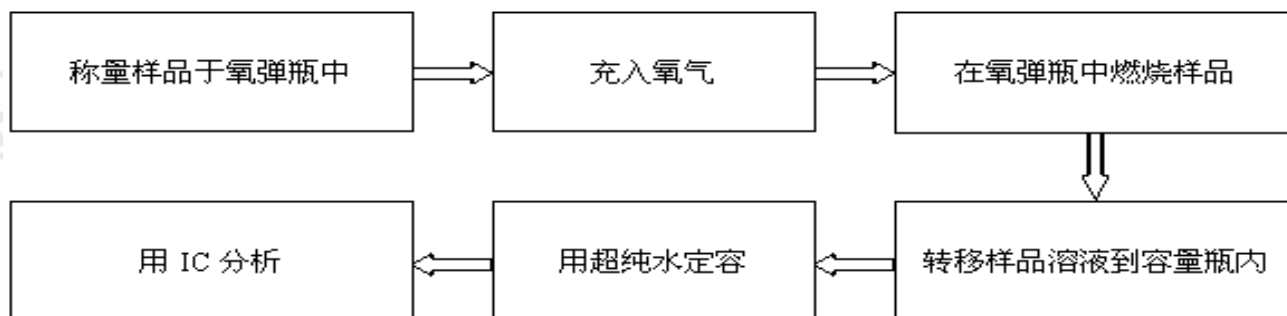 称量样品于氧弹瓶中
充入氧气
在氧弹瓶中燃烧样品
转移样品溶液到容量瓶内
用超纯水定容
用 IC 分析